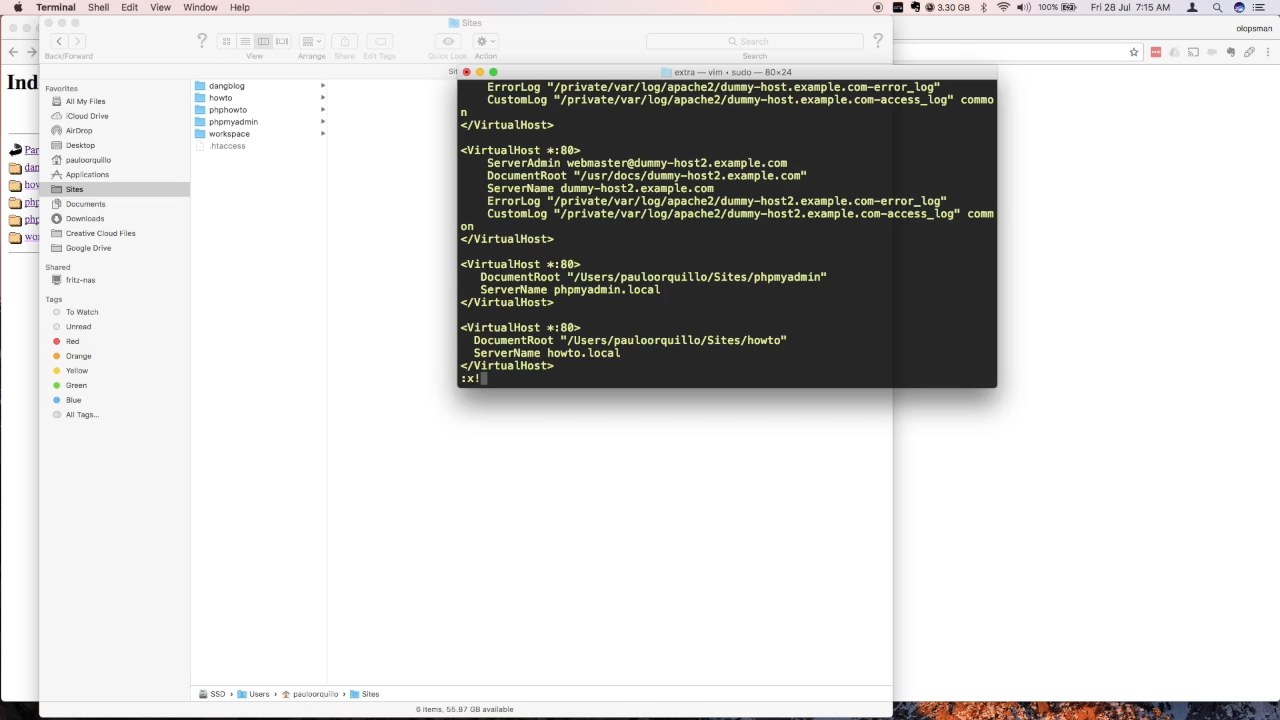 Terminal Shell Edit View Window Help 3.30 GB 100% Fri 28 Jul 7:15 AM
Sites
olopsman
Back/Forward View Arrange Share Edit Tags Quick Look Action Search
Search
Sit
Ind
Par
dan
how
php
php
wor
Favorites
All My Files
iCloud Drive
AirDrop
Desktop
pauloorquillo
Applications
Sites
Documents
Downloads
Creative Cloud Files
Google Drive
Shared
fritz-nas
Tags
To Watch
Unread
Red
Orange
Yellow
Green
Blue
All Tags...
dangblog
howto
phphowto
phpmyadmin
workspace
.htaccess
extra — vim • sudo — 80×24
ErrorLog "/private/var/log/apache2/dummy-host.example.com-error_log"
CustomLog "/private/var/log/apache2/dummy-host.example.com-access_log" commo
n
</VirtualHost>
<VirtualHost *:80>
ServerAdmin webmaster@dummy-host2.example.com
DocumentRoot "/usr/docs/dummy-host2.example.com"
ServerName dummy-host2.example.com
ErrorLog "/private/var/log/apache2/dummy-host2.example.com-error_log"
CustomLog "/private/var/log/apache2/dummy-host2.example.com-access_log" comm
on
</VirtualHost>
<VirtualHost *:80>
DocumentRoot "/Users/pauloorquillo/Sites/phpmyadmin"
ServerName phpmyadmin.local
</VirtualHost>
<VirtualHost *:80>
DocumentRoot "/Users/pauloorquillo/Sites/howto"
ServerName howto.local
</VirtualHost>
:x!
SSD › Users › pauloorquillo › Sites
6 items, 55.87 GB available